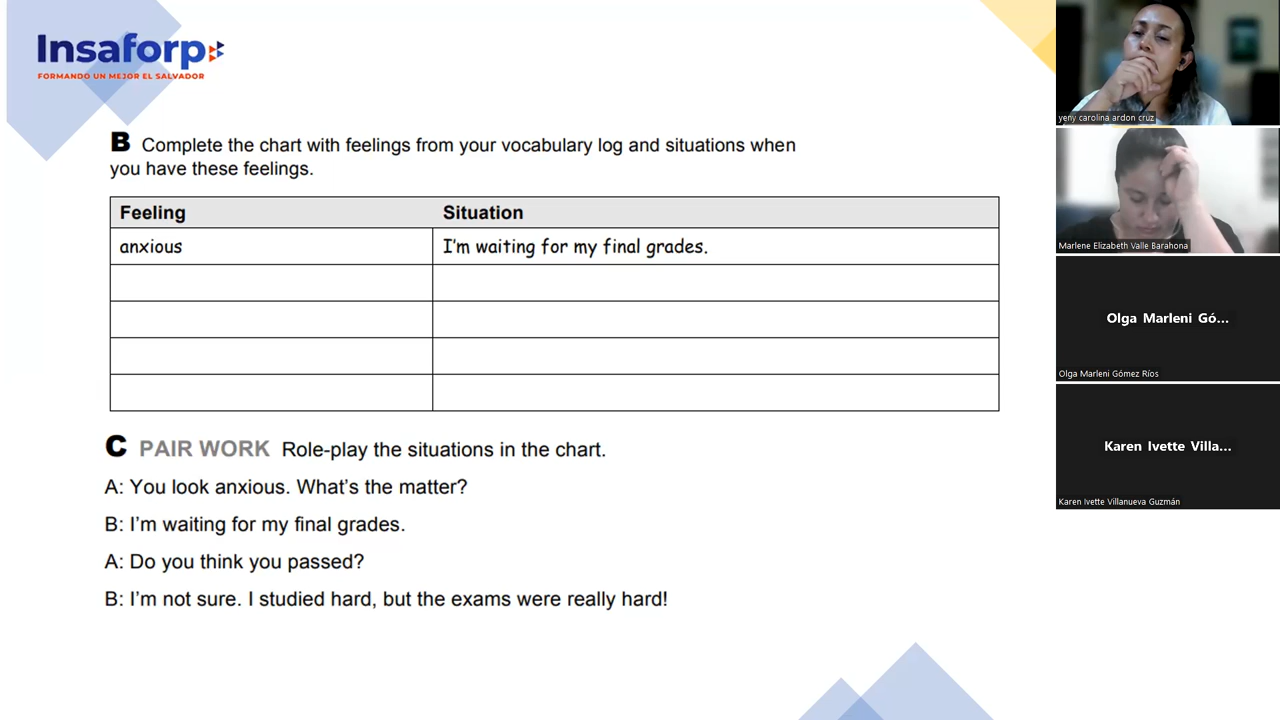 Insaforp
FORMANDO UN MEJOR EL SALVADOR
B Complete the chart with feelings from your vocabulary log and situations when
you have these feelings.
Feeling Situation
anxious I'm waiting for my final grades.
C PAIR WORK Role-play the situations in the chart.
A: You look anxious. What's the matter?
B: I'm waiting for my final grades.
A: Do you think you passed?
B: I'm not sure. I studied hard, but the exams were really hard!
yeny carolina ardon cruz
Marlene Elizabeth Valle Barahona
Olga Marleni Gó...
Olga Marleni Gómez Ríos
Karen Ivette Villa...
Karen Ivette Villanueva Guzmán